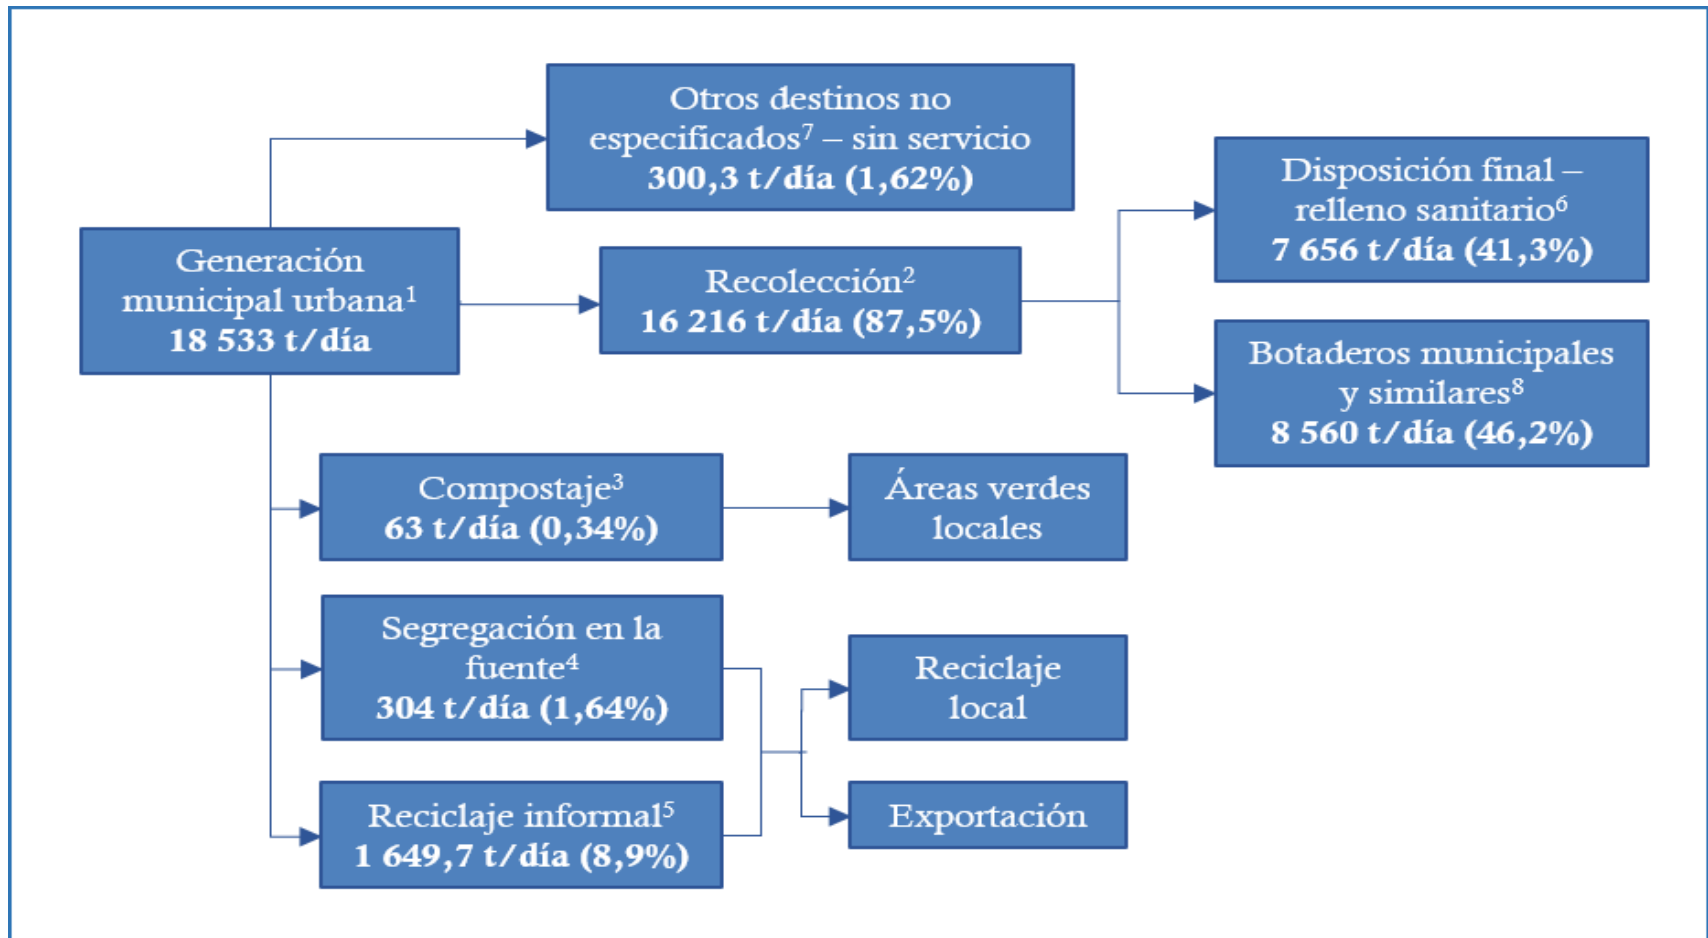 Otros destinos no
especificados⁷ – sin servicio
300,3 t/día (1,62%)
Generación
municipal urbana¹
18 533 t/día
Recolección²
16 216 t/día (87,5%)
Disposición final –
relleno sanitario⁶
7 656 t/día (41,3%)
Botaderos municipales
y similares⁸
8 560 t/día (46,2%)
Compostaje³
63 t/día (0,34%)
Áreas verdes
locales
Segregación en la
fuente⁴
304 t/día (1,64%)
Reciclaje
local
Reciclaje informal⁵
1 649,7 t/día (8,9%)
Exportación